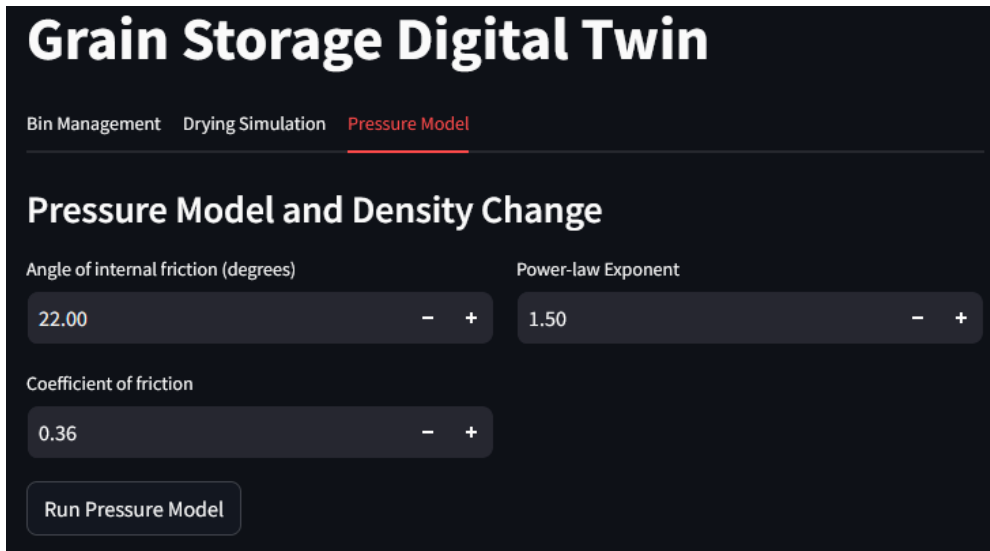 Grain Storage Digital Twin
Bin Management Drying Simulation Pressure Model
Pressure Model and Density Change
Angle of internal friction (degrees) Power-law Exponent
22.00 − + 1.50 − +
Coefficient of friction
0.36 − +
Run Pressure Model